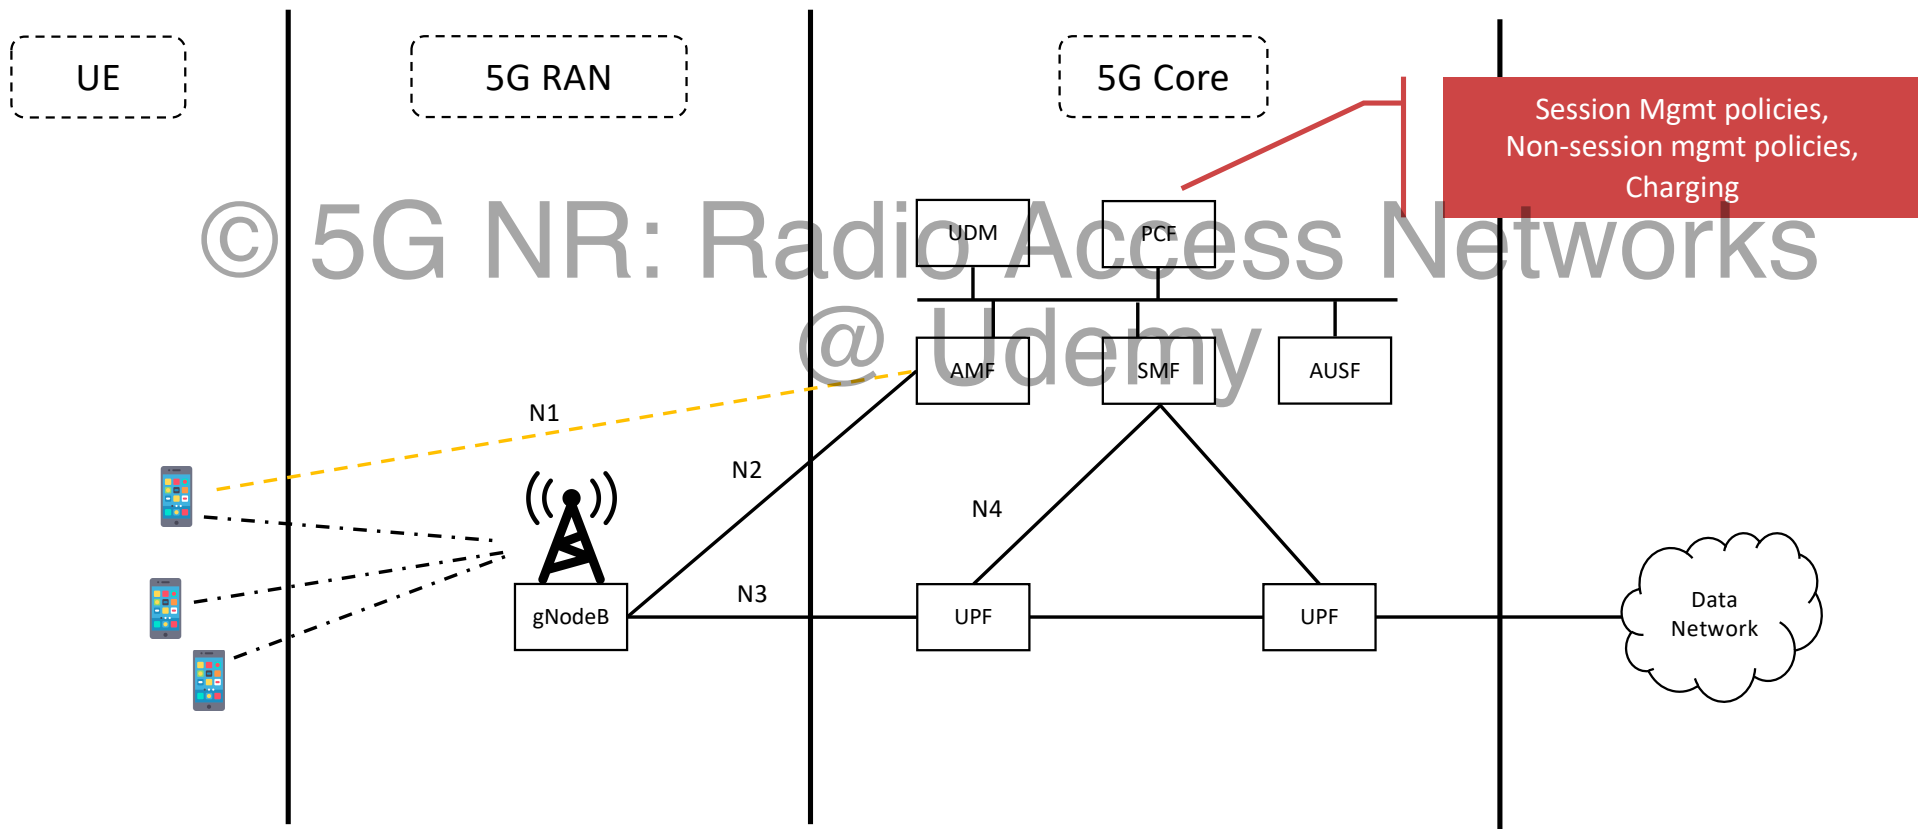 UE
5G RAN
5G Core
Session Mgmt policies,
Non-session mgmt policies,
Charging
© 5G NR: Radio Access Networks
@ Udemy
UDM
PCF
AMF
SMF
AUSF
N1
N2
N4
N3
gNodeB
UPF
UPF
Data
Network